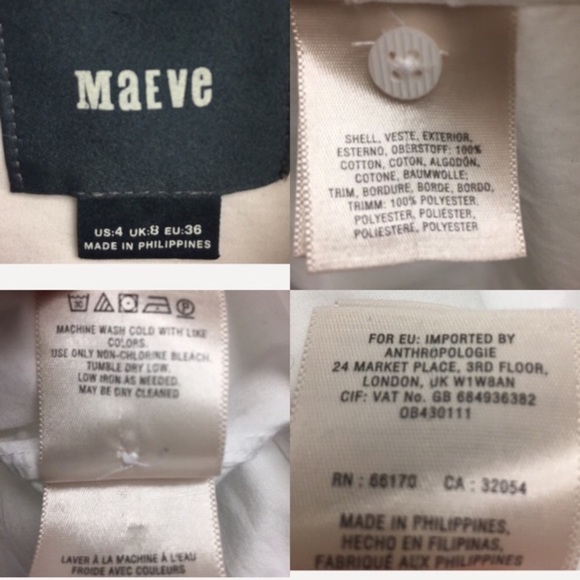 MaEVe
US:4 UK:8 EU:36
MADE IN PHILIPPINES
SHELL, VESTE, EXTERIOR,
ESTERNO, OBERSTOFF: 100%
COTTON, COTON, ALGODÓN,
COTONE, BAUMWOLLE;
TRIM, BORDURE, BORDE, BORDO,
TRIMM: 100% POLYESTER,
POLYESTER, POLIÉSTER,
POLIESTERE, POLYESTER
MACHINE WASH COLD WITH LIKE
COLORS.
USE ONLY NON-CHLORINE BLEACH.
TUMBLE DRY LOW.
LOW IRON AS NEEDED.
MAY BE DRY CLEANED
LAVER À LA MACHINE À L'EAU
FROIDE AVEC COULEURS
FOR EU: IMPORTED BY
ANTHROPOLOGIE
24 MARKET PLACE, 3RD FLOOR,
LONDON, UK W1W8AN
CIF: VAT No. GB 684936382
0B430111
RN : 66170 CA : 32054
MADE IN PHILIPPINES,
HECHO EN FILIPINAS,
FABRIQUÉ AUX PHILIPPINES